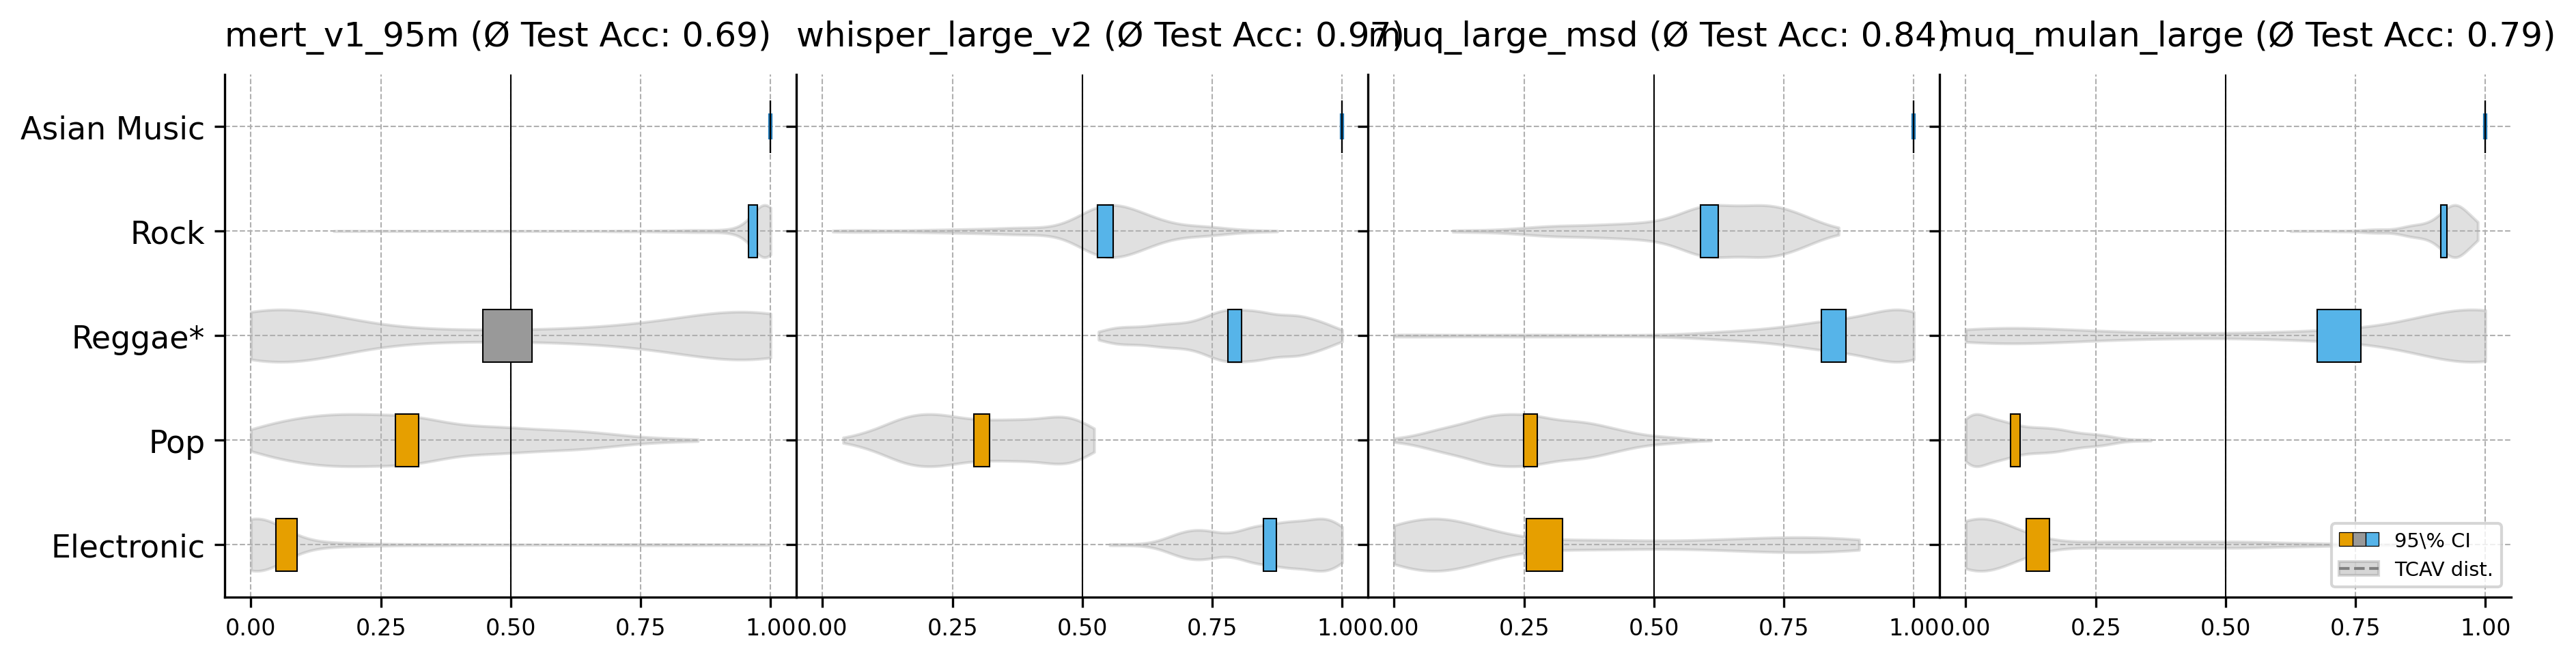 mert_v1_95m (Ø Test Acc: 0.69)
whisper_large_v2 (Ø Test Acc: 0.97)
muq_large_msd (Ø Test Acc: 0.84)
muq_mulan_large (Ø Test Acc: 0.79)
Asian Music
Rock
Reggae*
Pop
Electronic
95\% CI
TCAV dist.
0.00 0.25 0.50 0.75 1.00
0.00 0.25 0.50 0.75 1.00
0.00 0.25 0.50 0.75 1.00
0.00 0.25 0.50 0.75 1.00